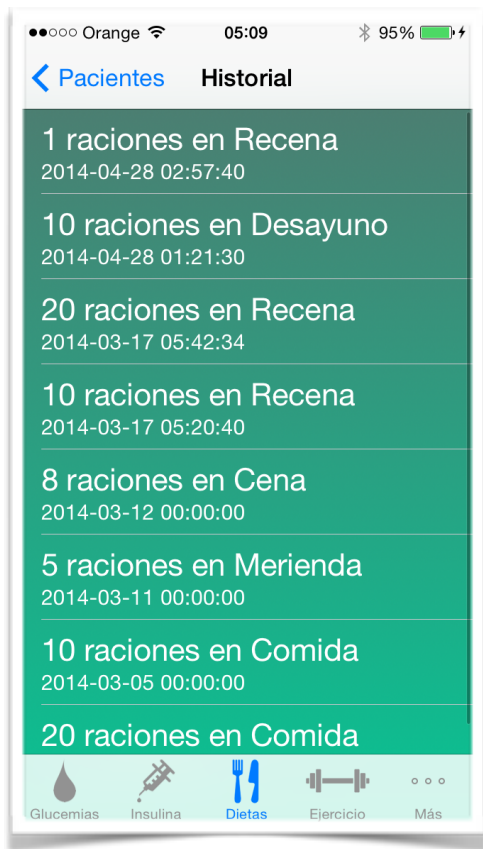 Orange 05:09 95%
Pacientes Historial
1 raciones en Recena
2014-04-28 02:57:40
10 raciones en Desayuno
2014-04-28 01:21:30
20 raciones en Recena
2014-03-17 05:42:34
10 raciones en Recena
2014-03-17 05:20:40
8 raciones en Cena
2014-03-12 00:00:00
5 raciones en Merienda
2014-03-11 00:00:00
10 raciones en Comida
2014-03-05 00:00:00
20 raciones en Comida
Glucemias Insulina Dietas Ejercicio Más